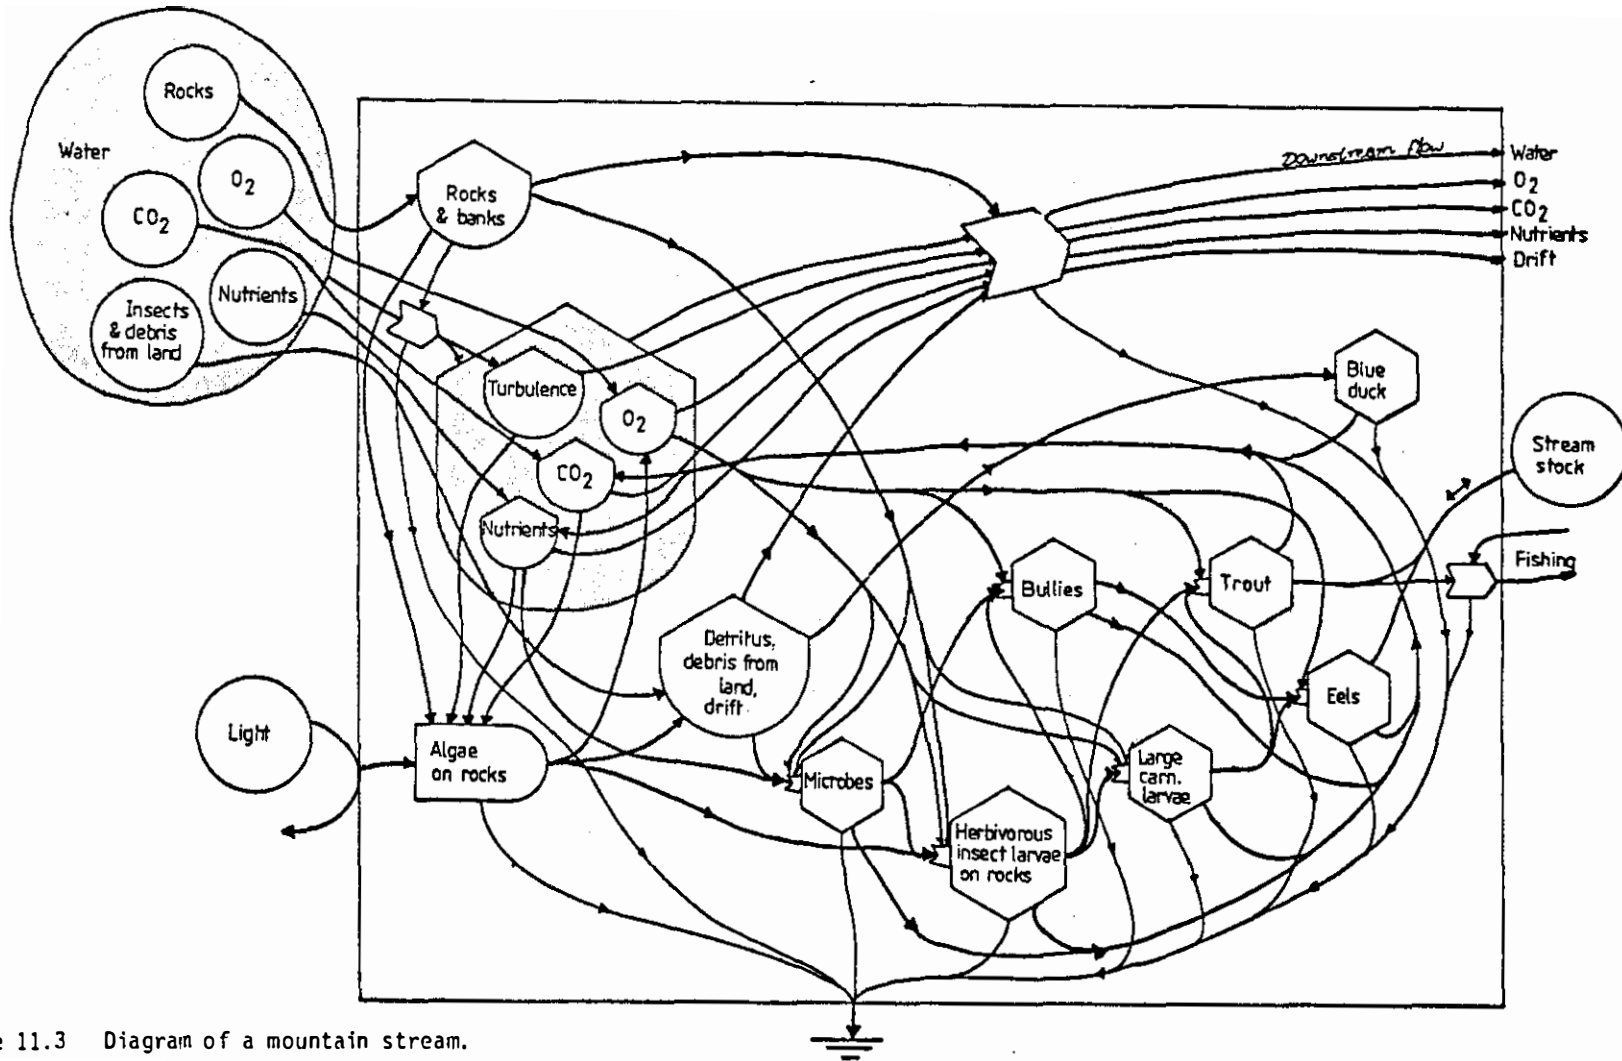 Water
Rocks
O2
CO2
Nutrients
Insects
& debris
from land
Rocks
& banks
Downstream flow
Water
O2
CO2
Nutrients
Drift
Turbulence
O2
CO2
Nutrients
Blue
duck
Stream
stock
Fishing
Bullies
Trout
Eels
Detritus,
debris from
land,
drift
Light
Algae
on rocks
Microbes
Large
carn.
larvae
Herbivorous
insect larvae
on rocks
11.3 Diagram of a mountain stream.